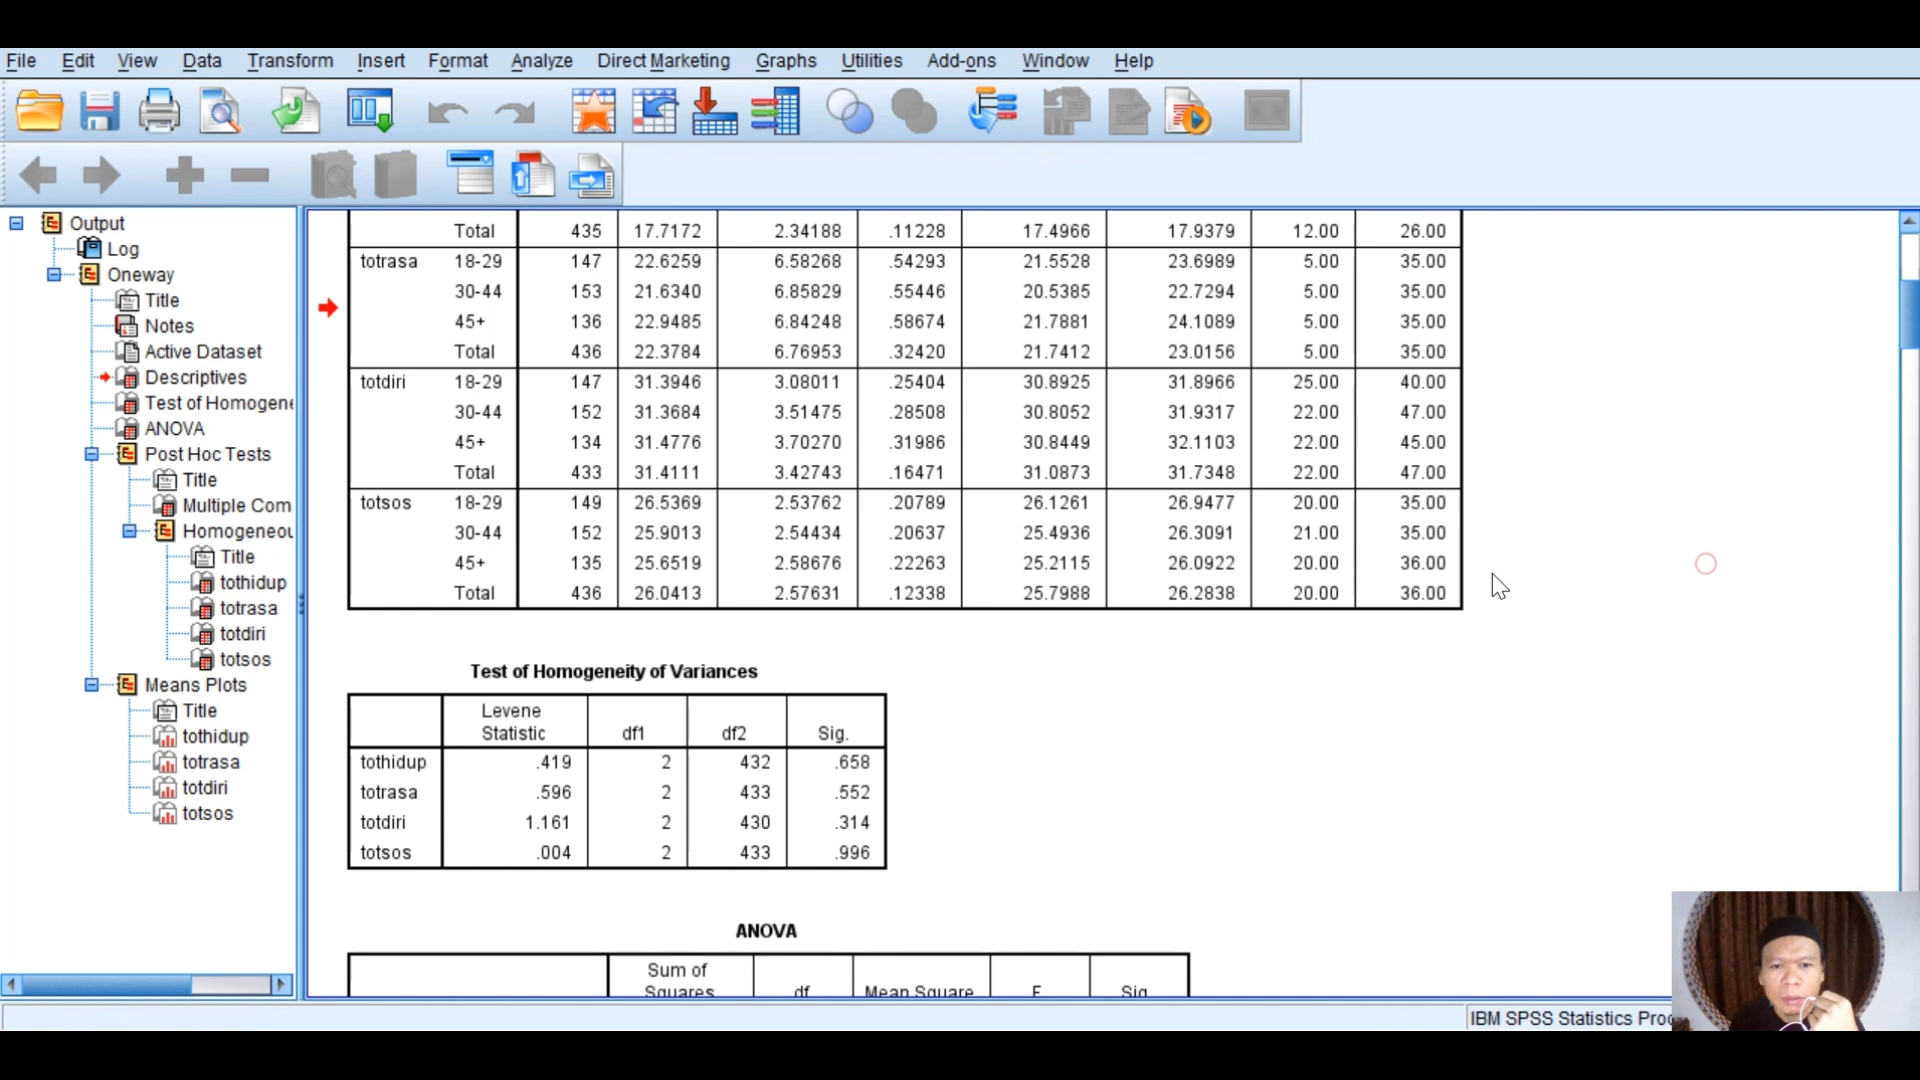 File Edit View Data Transform Insert Format Analyze Direct Marketing Graphs Utilities Add-ons Window Help
Output
Log
Oneway
Title
Notes
Active Dataset
Descriptives
Test of Homogene
ANOVA
Post Hoc Tests
Title
Multiple Com
Homogeneou
Title
tothidup
totrasa
totdiri
totsos
Means Plots
Title
tothidup
totrasa
totdiri
totsos
Total 435 17.7172 2.34188 .11228 17.4966 17.9379 12.00 26.00
totrasa 18-29 147 22.6259 6.58268 .54293 21.5528 23.6989 5.00 35.00
30-44 153 21.6340 6.85829 .55446 20.5385 22.7294 5.00 35.00
45+ 136 22.9485 6.84248 .58674 21.7881 24.1089 5.00 35.00
Total 436 22.3784 6.76953 .32420 21.7412 23.0156 5.00 35.00
totdiri 18-29 147 31.3946 3.08011 .25404 30.8925 31.8966 25.00 40.00
30-44 152 31.3684 3.51475 .28508 30.8052 31.9317 22.00 47.00
45+ 134 31.4776 3.70270 .31986 30.8449 32.1103 22.00 45.00
Total 433 31.4111 3.42743 .16471 31.0873 31.7348 22.00 47.00
totsos 18-29 149 26.5369 2.53762 .20789 26.1261 26.9477 20.00 35.00
30-44 152 25.9013 2.54434 .20637 25.4936 26.3091 21.00 35.00
45+ 135 25.6519 2.58676 .22263 25.2115 26.0922 20.00 36.00
Total 436 26.0413 2.57631 .12338 25.7988 26.2838 20.00 36.00
Test of Homogeneity of Variances
Levene
Statistic df1 df2 Sig.
tothidup .419 2 432 .658
totrasa .596 2 433 .552
totdiri 1.161 2 430 .314
totsos .004 2 433 .996
ANOVA
Sum of
Squares df Mean Square F Sig
IBM SPSS Statistics Proc